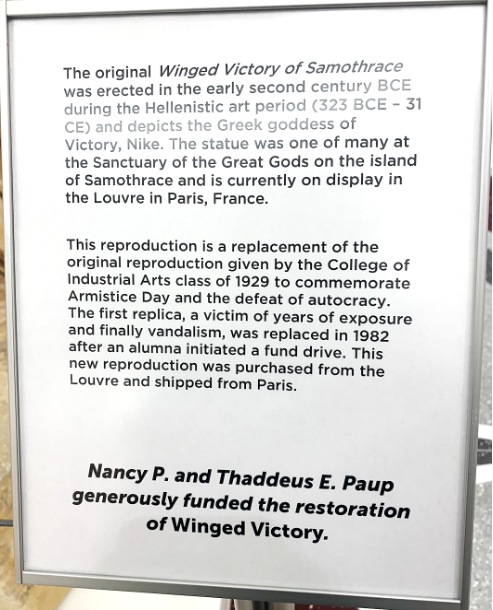 The original Winged Victory of Samothrace
was erected in the early second century BCE
during the Hellenistic art period (323 BCE – 31
CE) and depicts the Greek goddess of
Victory, Nike. The statue was one of many at
the Sanctuary of the Great Gods on the island
of Samothrace and is currently on display in
the Louvre in Paris, France.
This reproduction is a replacement of the
original reproduction given by the College of
Industrial Arts class of 1929 to commemorate
Armistice Day and the defeat of autocracy.
The first replica, a victim of years of exposure
and finally vandalism, was replaced in 1982
after an alumna initiated a fund drive. This
new reproduction was purchased from the
Louvre and shipped from Paris.
Nancy P. and Thaddeus E. Paup
generously funded the restoration
of Winged Victory.